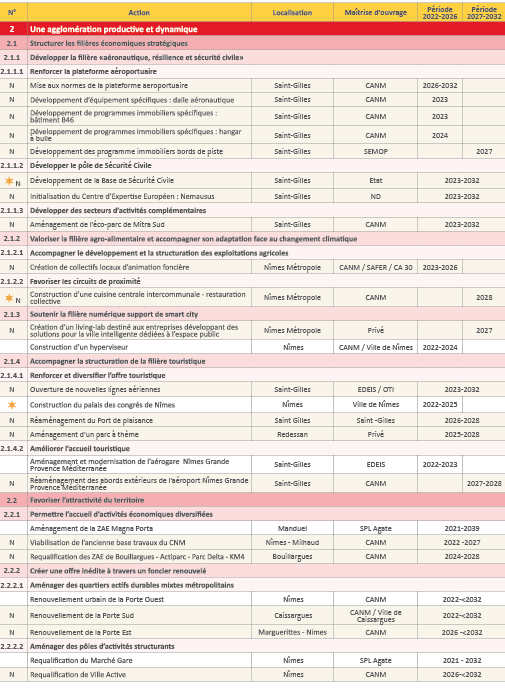 N° Action Localisation Maîtrise d'ouvrage Période 2022-2026 Période 2027-2032
2 Une agglomération productive et dynamique
2.1 Structurer les filières économiques stratégiques
2.1.1 Développer la filière «aéronautique, résilience et sécurité civile»
2.1.1.1 Renforcer la plateforme aéroportuaire
N Mise aux normes de la plateforme aeroportuaire Saint-Gilles CANM 2026-2032
N Développement d'équipement spécifiques : dalle aéronautique Saint-Gilles CANM 2023
N Développement de programmes immobiliers spécifiques :
bâtiment B46 Saint-Gilles CANM 2023
N Développement de programmes immobiliers spécifiques : hangar
a bulle Saint-Gilles CANM 2024
N Développement des programme immobiliers bords de piste Saint-Gilles SEMOP 2027
2.1.1.2 Développer le pôle de Sécurité Civile
N Développement de la Base de Sécurité Civile Saint-Gilles Etat 2023-2032
N Initialisation du Centre d'Expertise Européen : Nemausus Saint-Gilles ND 2023-2032
2.1.1.3 Développer des secteurs d'activités complémentaires
N Aménagement de l'éco-parc de Mitra Sud Saint-Gilles CANM 2023-2032
2.1.2 Valoriser la filière agro-alimentaire et accompagner son adaptation face au changement climatique
2.1.2.1 Accompagner le développement et la structuration des exploitations agricoles
N Création de collectifs locaux d'animation foncière Nîmes Métropole CANM / SAFER / CA 30 2023-2026
2.1.2.2 Favoriser les circuits de proximité
N Construction d'une cuisine centrale intercommunale - restauration
collective Nîmes Métropole CANM 2028
2.1.3 Soutenir la filière numérique support de smart city
N Création d'un living-lab destiné aux entreprises développant des
solutions pour la ville intelligente dédiées à l'espace public Nîmes Métropole Privé 2027
Construction d'un hyperviseur Nîmes CANM / Ville de Nîmes 2022-2024
2.1.4 Accompagner la structuration de la filière touristique
2.1.4.1 Renforcer et diversifier l'offre touristique
N Ouverture de nouvelles lignes aériennes Saint-Gilles EDEIS / OTI 2023-2032
Construction du palais des congrés de Nîmes Nîmes Ville de Nîmes 2022-2025
N Réaménagement du Port de plaisance Saint Gilles Saint -Gilles 2026-2028
N Aménagement d'un parc à thème Redessan Privé 2025-2028
2.1.4.2 Améliorer l'accueil touristique
Aménagement et modernisation de l'aérogare Nîmes Grande
Provence Méditerranée Saint-Gilles EDEIS 2022-2023
N Réaménagement des abords extérieurs de l'aéroport Nîmes Grande
Provence Méditerranée Saint-Gilles CANM 2027-2028
2.2 Favoriser l'attractivité du territoire
2.2.1 Permettre l'accueil d'activités économiques diversifiées
Aménagement de la ZAE Magna Porta Manduel SPL Agate 2021-2039
N Viabilisation de l'ancienne base travaux du CNM Nîmes - Milhaud CANM 2022 -2027
N Requalification des ZAE de Bouillargues - Actiparc - Parc Delta - KM4 Bouillargues CANM 2024-2028
2.2.2 Créer une offre inédite à travers un foncier renouvelé
2.2.2.1 Aménager des quartiers actifs durables mixtes métropolitains
Renouvellement urbain de la Porte Ouest Nîmes CANM 2022-<2032
N Renouvellement de la Porte Sud Caissargues CANM / Ville de
Caissargues 2022-<2032
N Renouvellement de la Porte Est Marguerittes - Nimes CANM 2026 -<2032
2.2.2.2 Aménager des pôles d'activités structurants
Requalification du Marché Gare Nîmes SPL Agate 2021 - 2032
N Requalification de Ville Active Nîmes CANM 2026-<2032